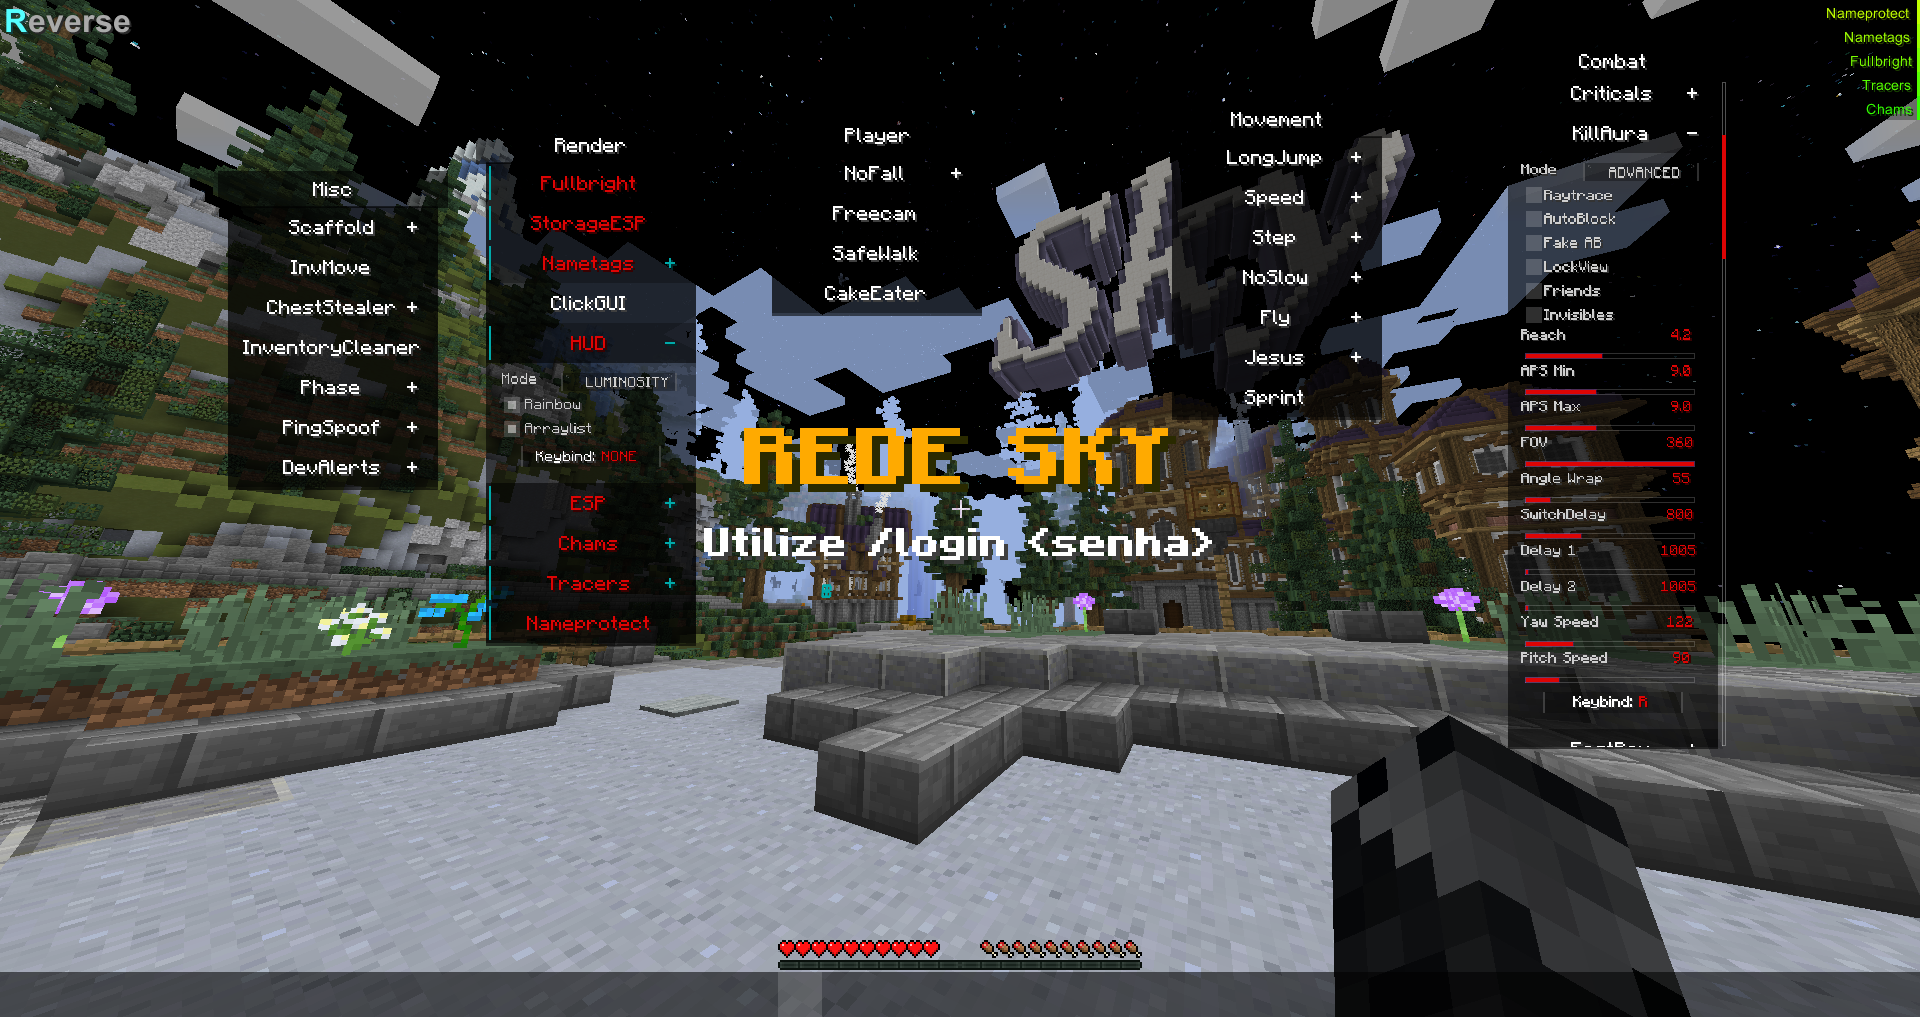 Reverse
Nameprotect
Nametags
Fullbright
Tracers
Chams
Misc
Scaffold +
InvMove
ChestStealer +
InventoryCleaner
Phase +
PingSpoof +
DevAlerts +
Render
Fullbright
StorageESP
Nametags +
ClickGUI
HUD -
Mode LUMINOSITY
Rainbow
Arraylist
Keybind: NONE
ESP +
Chams +
Tracers +
Nameprotect
Player
NoFall +
Freecam
SafeWalk
CakeEater
Movement
LongJump +
Speed +
Step +
NoSlow +
Fly +
Jesus +
Sprint
Combat
Criticals +
KillAura -
Mode ADVANCED
Raytrace
AutoBlock
Fake AB
LockView
Friends
Invisibles
Reach 4.2
APS Min 9.0
APS Max 9.0
FOV 360
Angle Wrap 55
SwitchDelay 800
Delay 1 1005
Delay 2 1005
Yaw Speed 122
Pitch Speed 90
Keybind: R
SKY
REDE SKY
Utilize /login <senha>